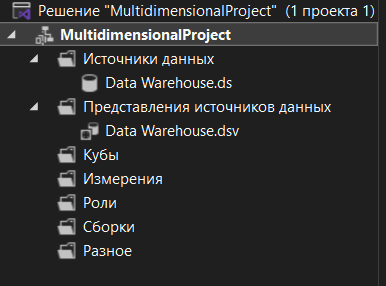 Решение "MultidimensionalProject" (1 проекта 1)
MultidimensionalProject
Источники данных
Data Warehouse.ds
Представления источников данных
Data Warehouse.dsv
Кубы
Измерения
Роли
Сборки
Разное